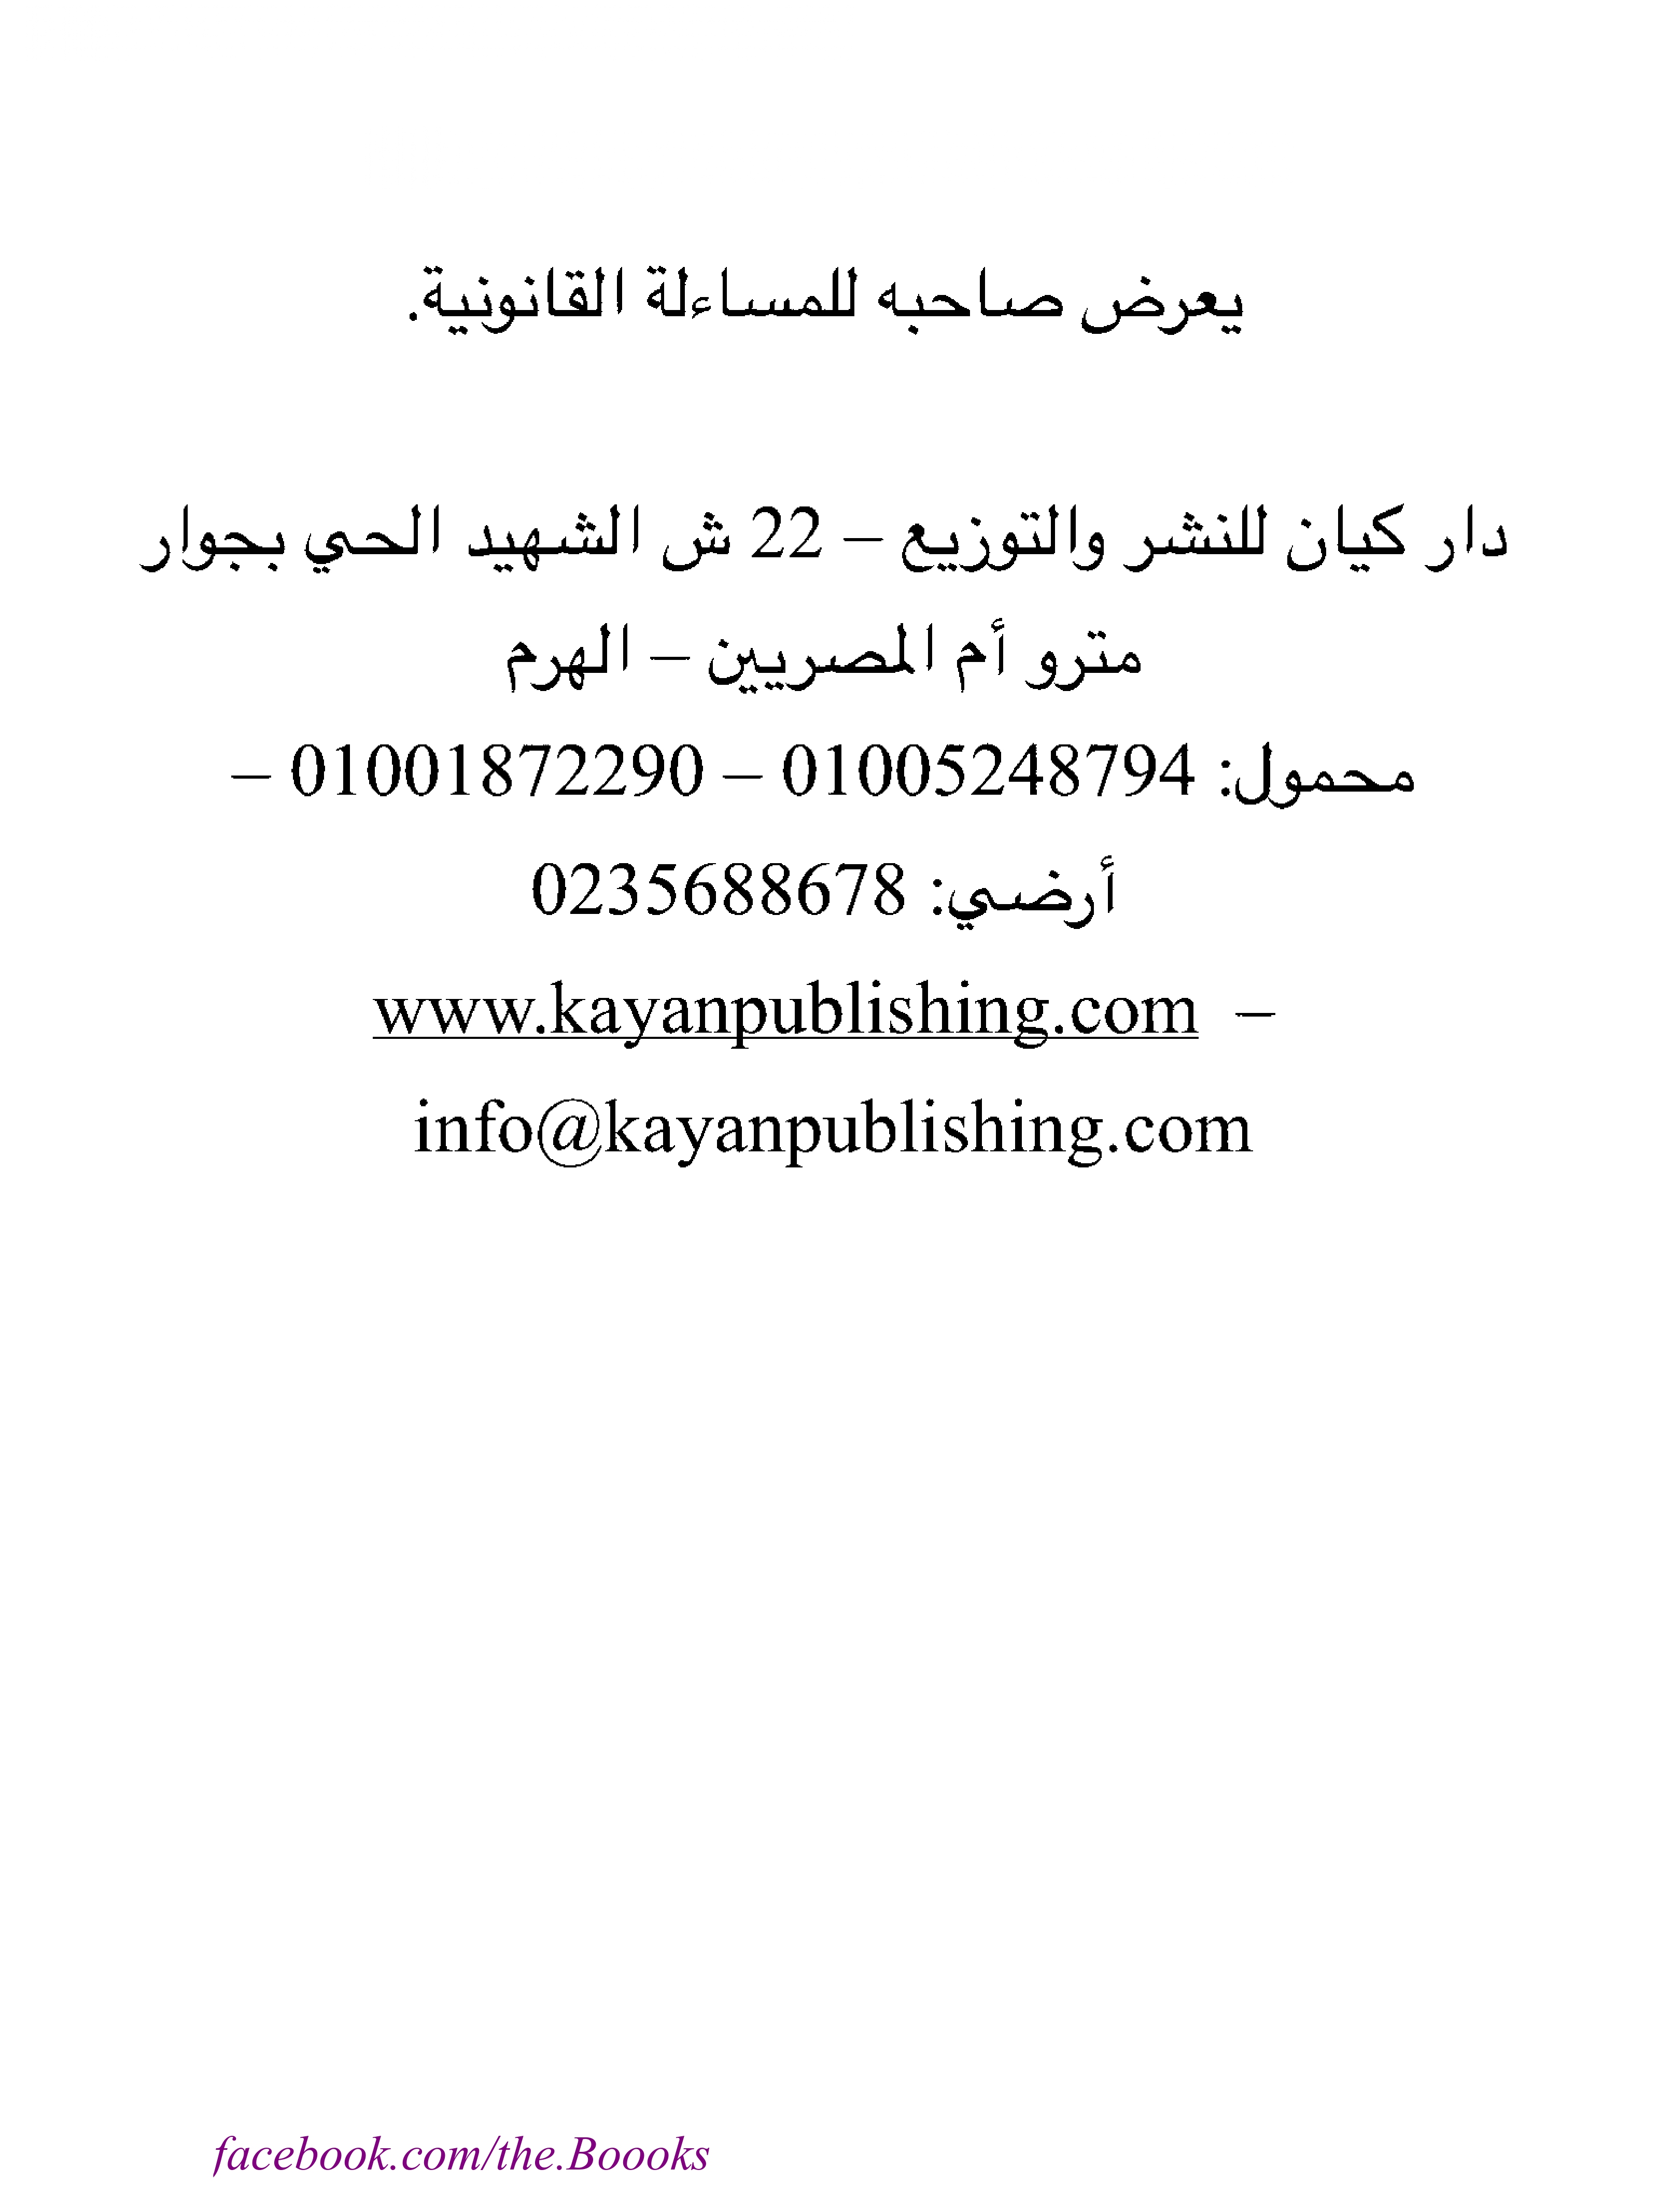 يعرض صاحبه للمساءلة القانونية.
دار كيان للنشر والتوزيع – 22 ش الشهيد الحي بجوار
مترو أم المصريين – الهرم
محمول: 01005248794 – 01001872290 –
أرضي: 0235688678
www.kayanpublishing.com –
info@kayanpublishing.com
facebook.com/the.Boooks